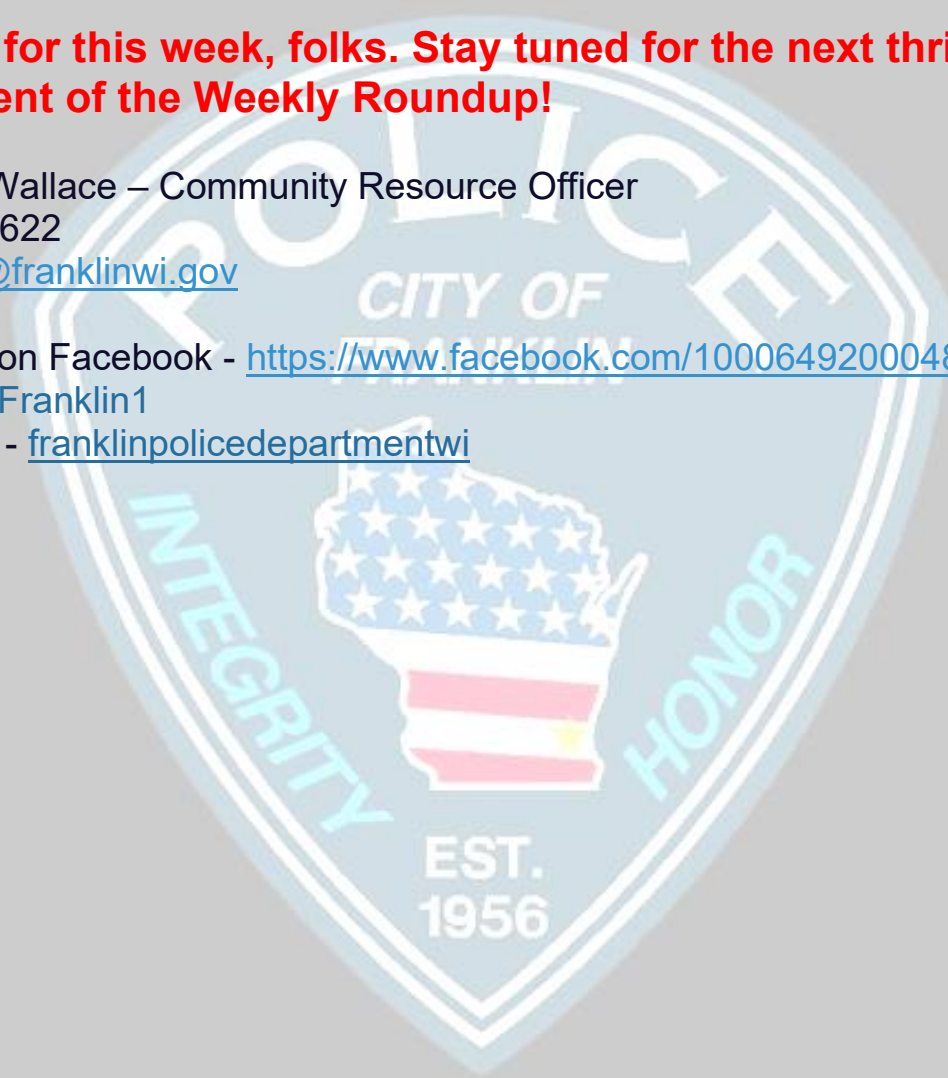 for this week, folks. Stay tuned for the next thri
ent of the Weekly Roundup!
Wallace – Community Resource Officer
622
@franklinwi.gov
on Facebook - https://www.facebook.com/1000649200048
Franklin1
- franklinpolicedepartmentwi
POLICE
CITY OF
FRANKLIN
INTEGRITY
HONOR
EST.
1956